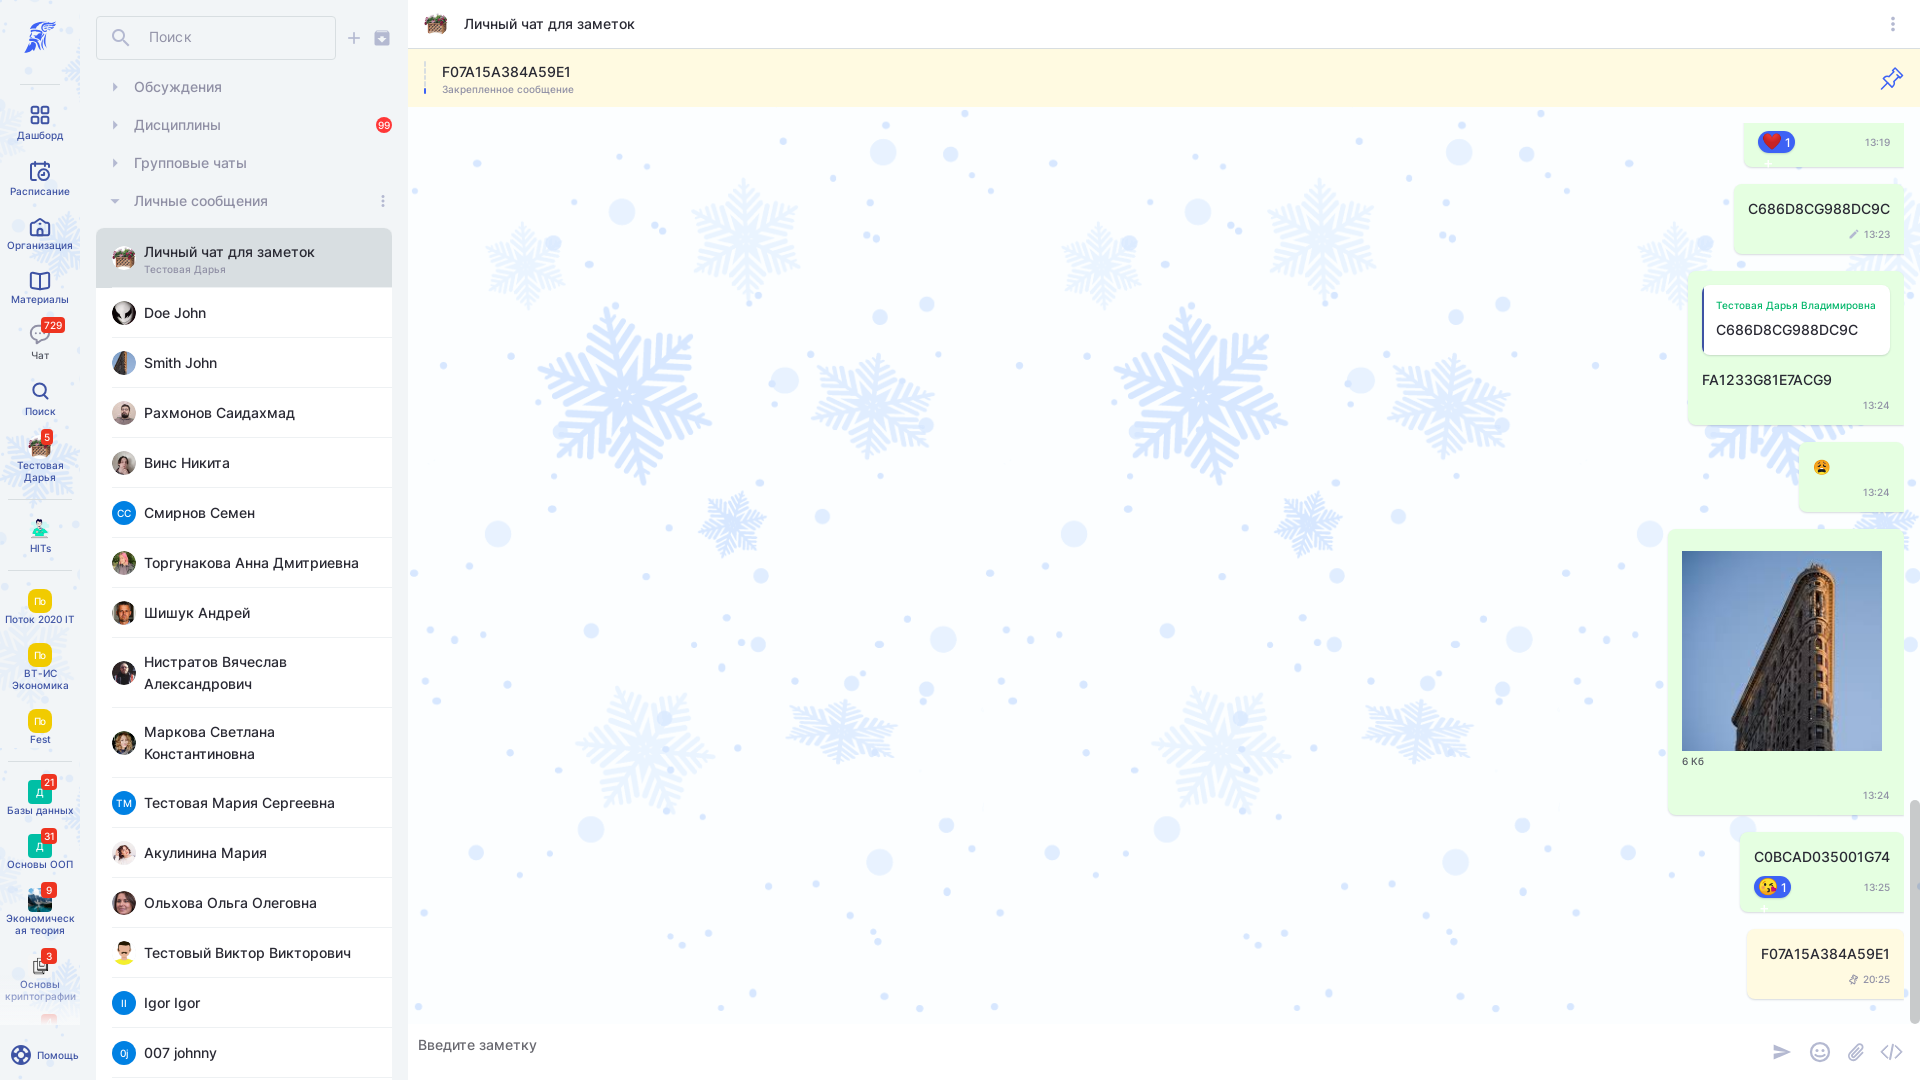 Дашборд
Расписание
Организация
Материалы
729
Чат
Поиск
5
Тестовая
Дарья
HITs
По
Поток 2020 IT
По
ВТ-ИС
Экономика
По
Fest
21
Д
Базы данных
31
Д
Основы ООП
9
Экономическ
ая теория
3
Основы
криптографии
Помощь
Поиск
Обсуждения
Дисциплины
99
Групповые чаты
Личные сообщения
Личный чат для заметок
Тестовая Дарья
Doe John
Smith John
Рахмонов Саидахмад
Винс Никита
СС
Смирнов Семен
Торгунакова Анна Дмитриевна
Шишук Андрей
Нистратов Вячеслав
Александрович
Маркова Светлана
Константиновна
ТМ
Тестовая Мария Сергеевна
Акулинина Мария
Ольхова Ольга Олеговна
Тестовый Виктор Викторович
II
Igor Igor
0j
007 johnny
Личный чат для заметок
F07A15A384A59E1
Закрепленное сообщение
1
13:19
C686D8CG988DC9C
13:23
Тестовая Дарья Владимировна
C686D8CG988DC9C
FA1233G81E7ACG9
13:24
13:24
6 Кб
13:24
C0BCAD035001G74
1
13:25
F07A15A384A59E1
20:25
Введите заметку